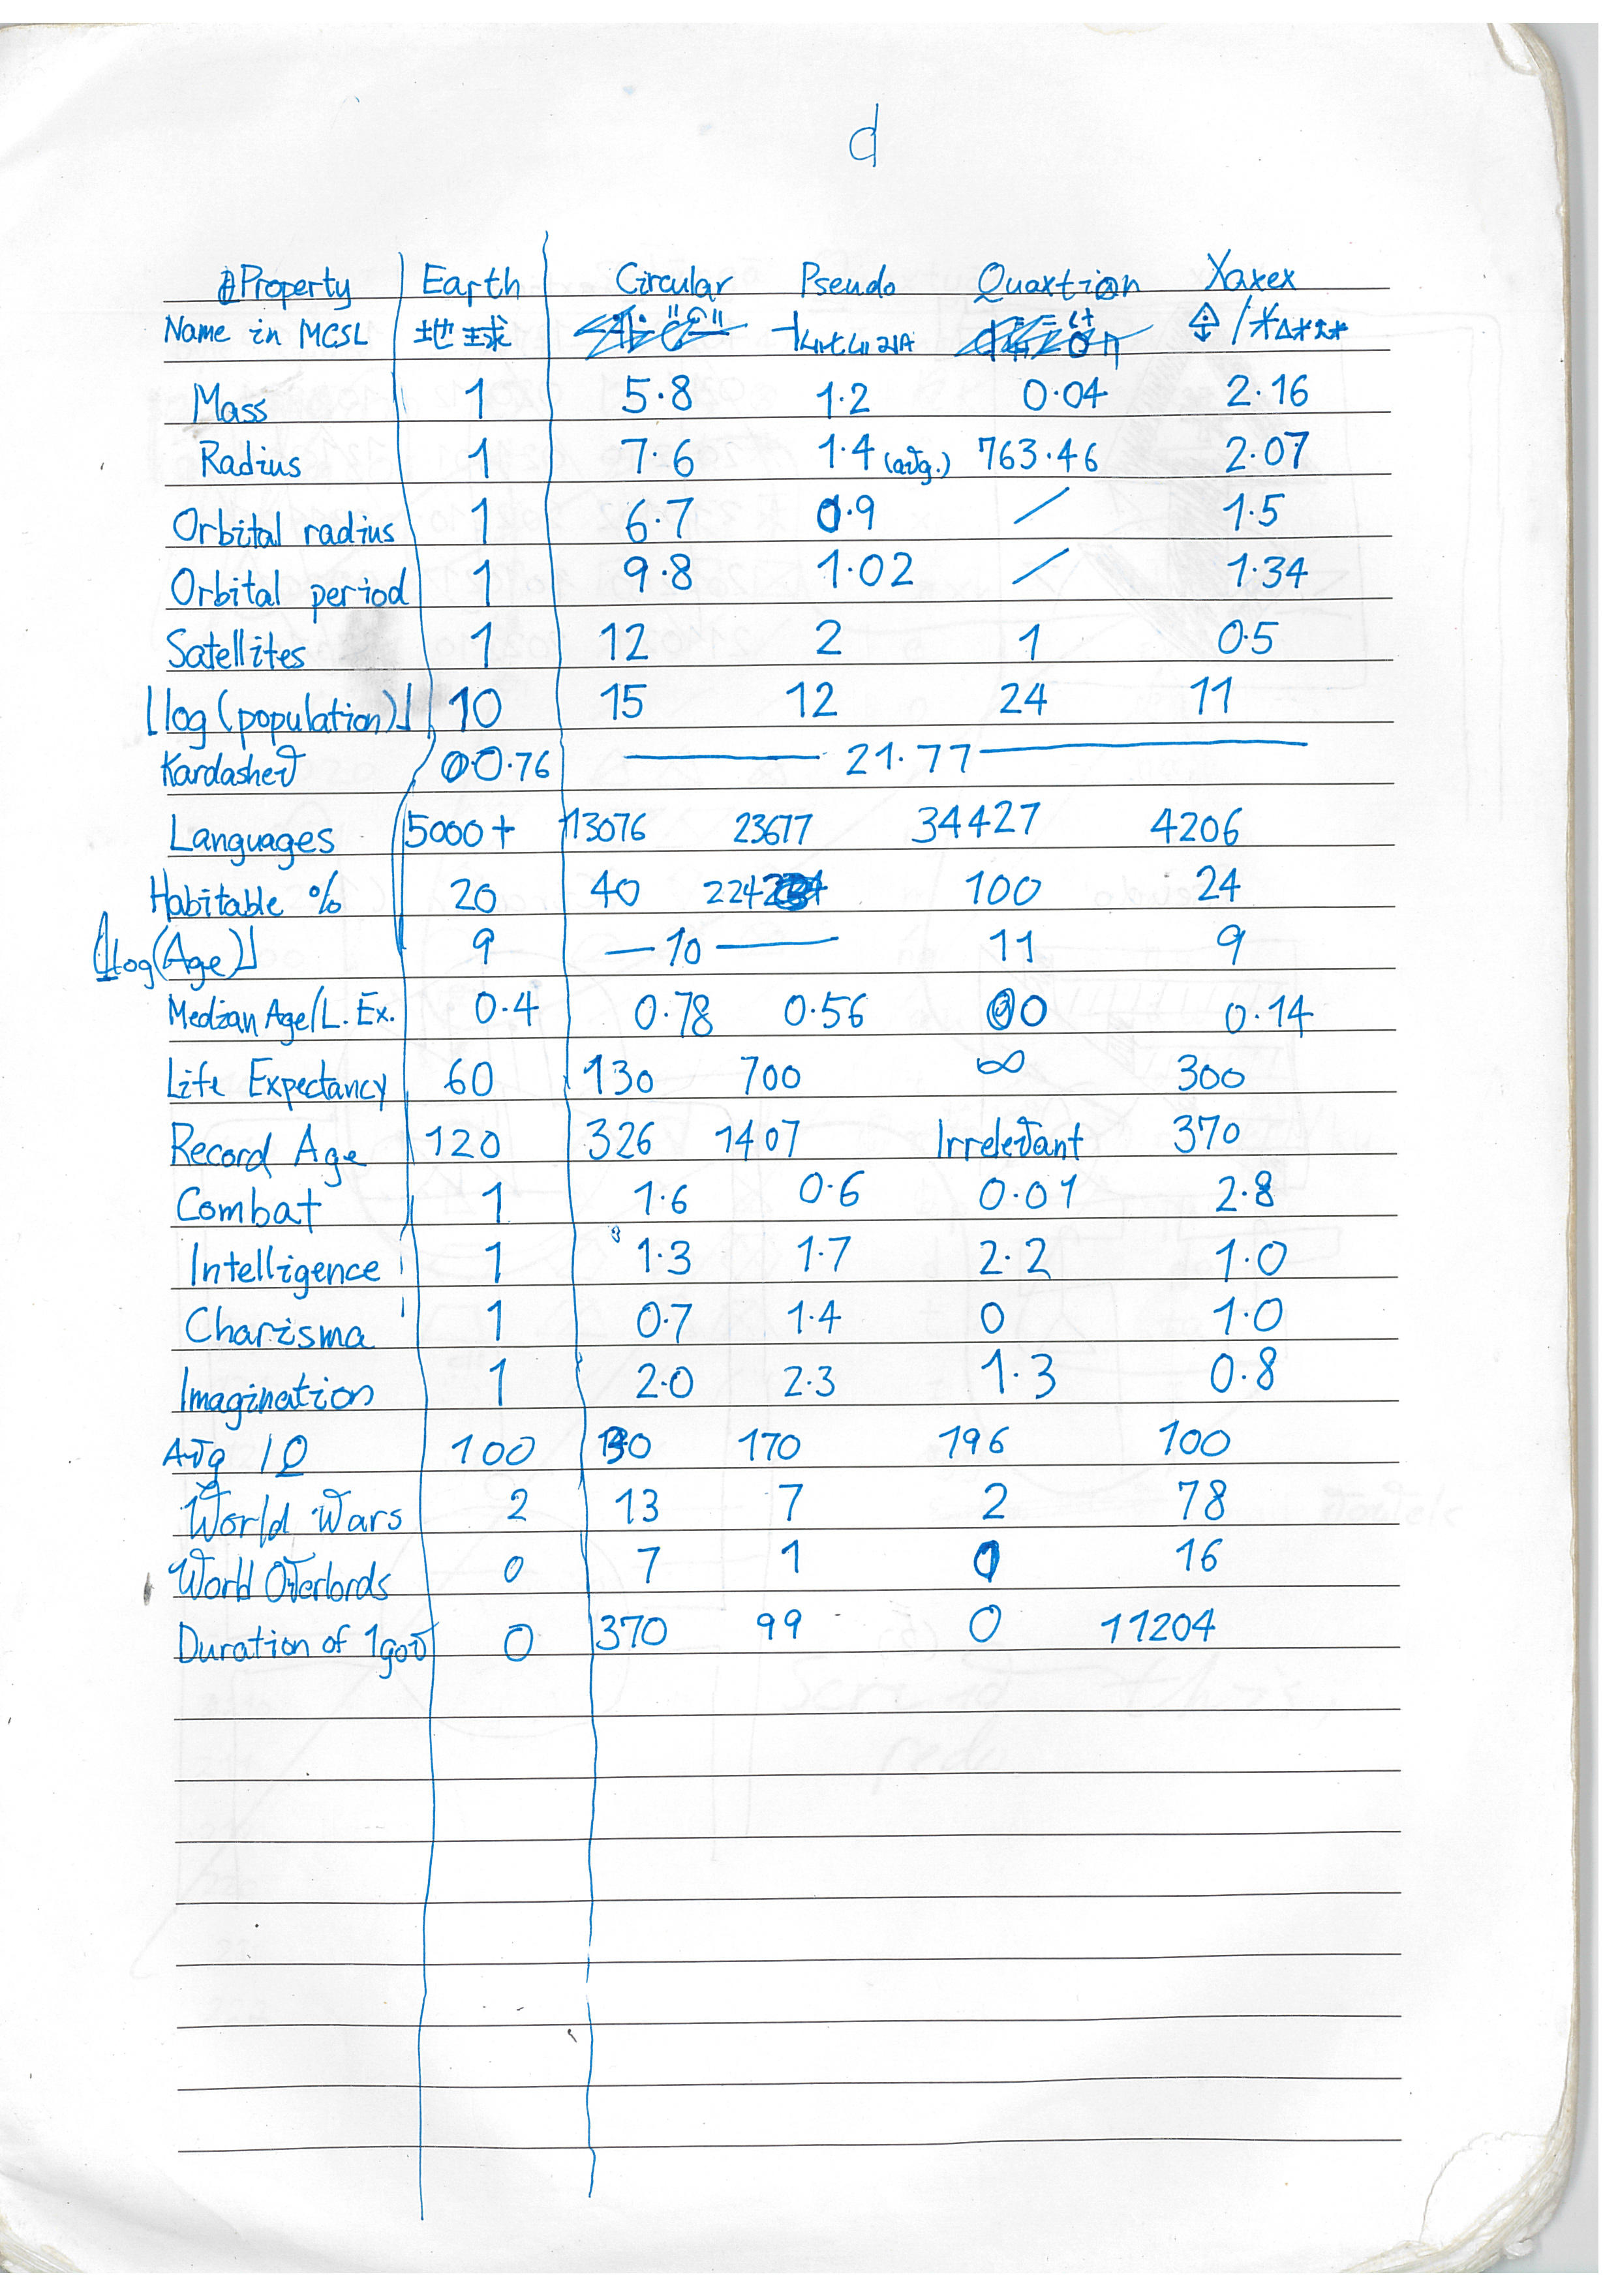 d
Property Earth Circular Pseudo Quaxtion Xaxex
Name in MCSL 地球
Mass 1 5.8 1.2 0.04 2.16
Radius 1 7.6 1.4 (avg.) 763.46 2.07
Orbital radius 1 6.7 0.9 / 1.5
Orbital period 1 9.8 1.02 / 1.34
Satellites 1 12 2 1 0.5
⌊log(population)⌋ 10 15 12 24 11
Kardashev 0.76 21.77
Languages 5000+ 13076 23677 34427 4206
Habitable % 20 40 224 100 24
⌊log(Age)⌋ 9 — 10 — 11 9
Median Age/L. Ex. 0.4 0.78 0.56 0 0.14
Life Expectancy 60 130 700 ∞ 300
Record Age 120 326 1407 Irrelevant 370
Combat 1 1.6 0.6 0.01 2.8
Intelligence 1 1.3 1.7 2.2 1.0
Charisma 1 0.7 1.4 0 1.0
Imagination 1 2.0 2.3 1.3 0.8
Avg IQ 100 130 170 196 100
World Wars 2 13 7 2 78
World Overlords 0 7 1 16
Duration of 1gov 0 370 99 0 11204